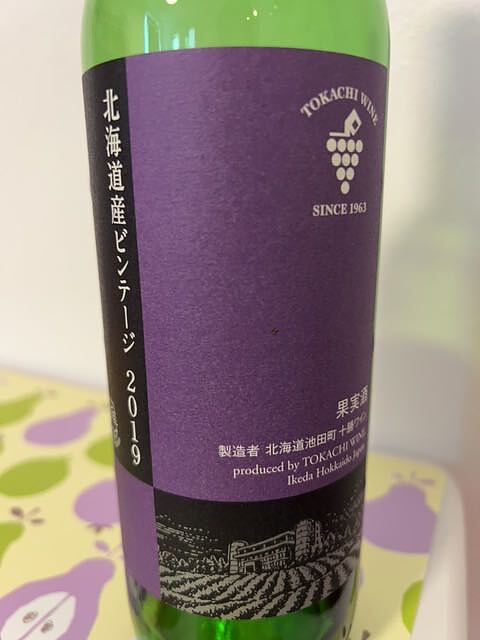 北海道産ビンテージ 2019
TOKACHI WINE
SINCE 1963
果実酒
製造者 北海道池田町 十勝ワイン
produced by TOKACHI WINE
Ikeda Hokkaido Japan